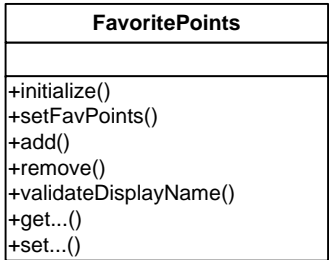 FavoritePoints
+initialize()
+setFavPoints()
+add()
+remove()
+validateDisplayName()
+get...()
+set...()